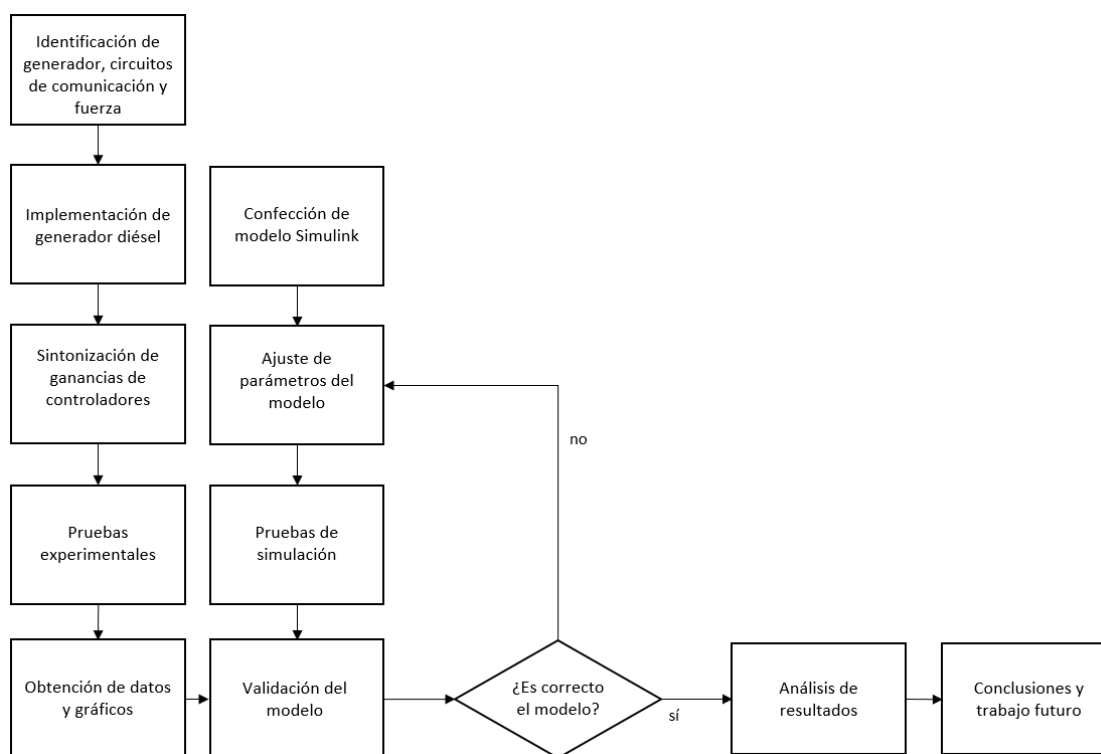 Identificación de
generador, circuitos
de comunicación y
fuerza
Implementación de
generador diésel
Confección de
modelo Simulink
Sintonización de
ganancias de
controladores
Ajuste de
parámetros del
modelo
no
Pruebas
experimentales
Pruebas de
simulación
Obtención de datos
y gráficos
Validación del
modelo
¿Es correcto
el modelo?
sí
Análisis de
resultados
Conclusiones y
trabajo futuro